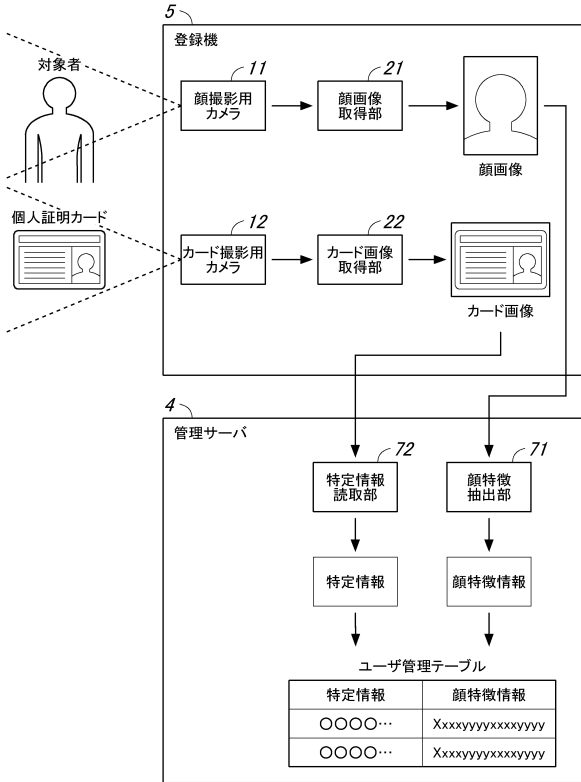 5
登録機
対象者
11
21
顔撮影用
カメラ
顔画像
取得部
顔画像
個人証明カード
12
22
カード撮影用
カメラ
カード画像
取得部
カード画像
4
管理サーバ
72
71
特定情報
読取部
顔特徴
抽出部
特定情報
顔特徴情報
ユーザ管理テーブル
特定情報
顔特徴情報
○○○○…
Xxxxyyyyxxxxyyyy
○○○○…
Xxxxyyyyxxxxyyyy